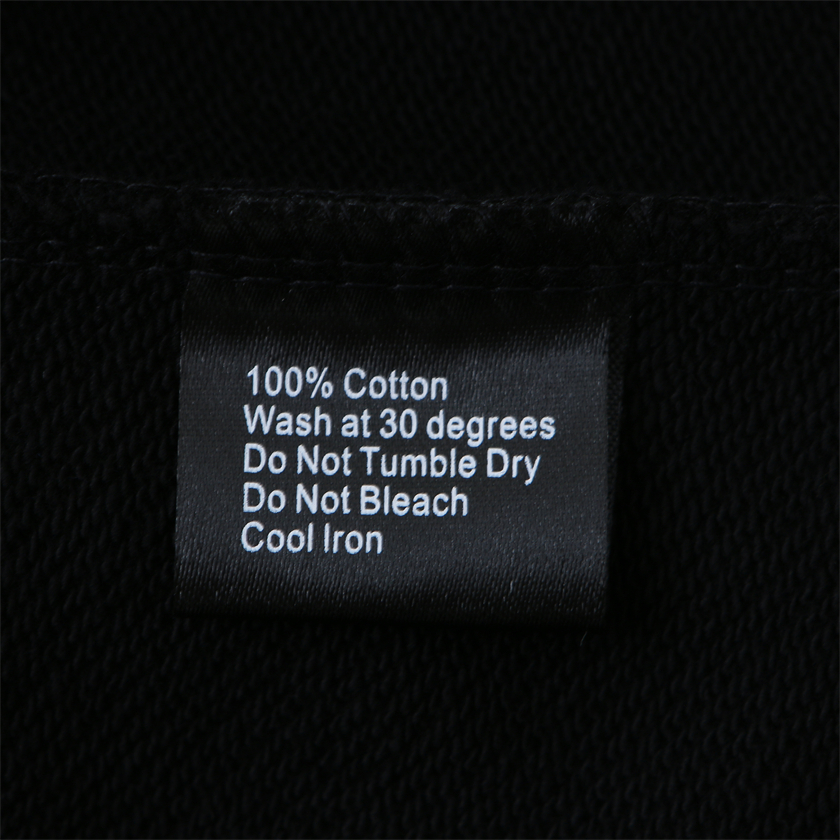 100% Cotton
Wash at 30 degrees
Do Not Tumble Dry
Do Not Bleach
Cool Iron